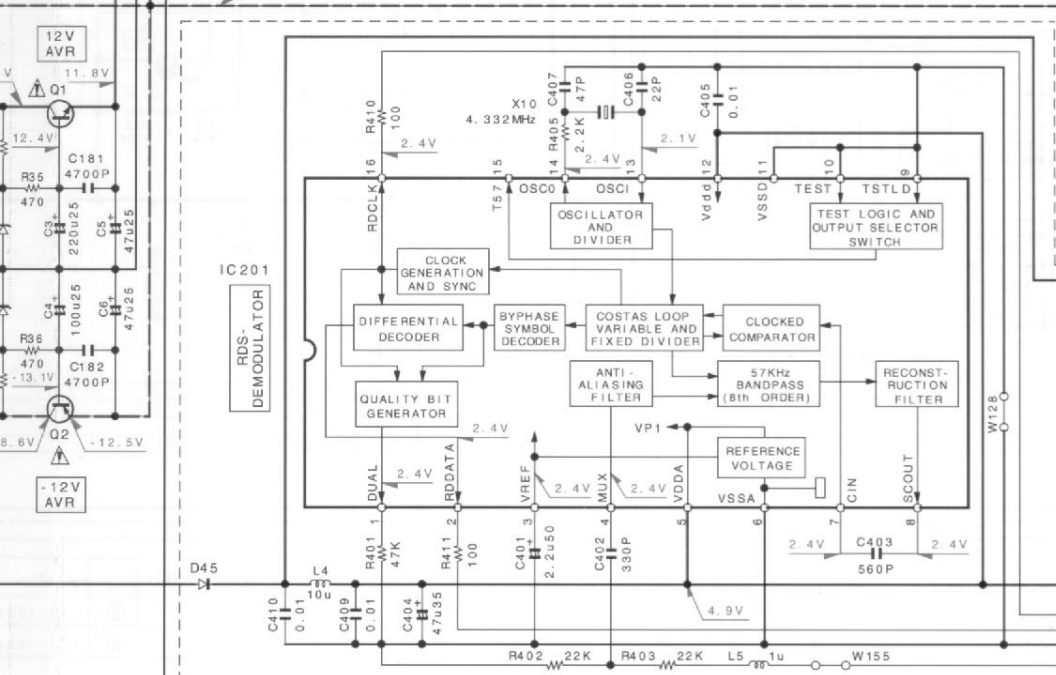 12V
AVR
11.8V
V
Q1
12.4V
C181
4700P
R35
470
C3
220u25
C5
47u25
C4
100u25
C6
47u25
R36
470
C182
4700P
-13.1V
8.6V
Q2
-12.5V
-12V
AVR
IC201
RDS-
DEMODULATOR
R410
100
2.4V
X10
4.332MHz
C407
47P
R405
2.2K
2.4V
C406
22P
2.1V
C405
0.01
16
15
14
13
12
11
10
9
RDCLK
T57
OSC0
OSCI
Vddd
VSSD
TEST
TSTLD
OSCILLATOR
AND
DIVIDER
TEST LOGIC AND
OUTPUT SELECTOR
SWITCH
CLOCK
GENERATION
AND SYNC
DIFFERENTIAL
DECODER
BYPHASE
SYMBOL
DECODER
COSTAS LOOP
VARIABLE AND
FIXED DIVIDER
CLOCKED
COMPARATOR
QUALITY BIT
GENERATOR
ANTI-
ALIASING
FILTER
57KHz
BANDPASS
(8th ORDER)
RECONST-
RUCTION
FILTER
VP1
REFERENCE
VOLTAGE
2.4V
2.4V
2.4V
2.4V
DUAL
RDDATA
VREF
MUX
VDDA
VSSA
CIN
SCOUT
1
2
3
4
5
6
7
8
W128
R401
47K
R411
100
C401
2.2u50
C402
330P
2.4V
C403
560P
2.4V
D45
L4
10u
4.9V
C410
0.01
C409
0.01
C404
47u35
R402
22K
R403
22K
L5
1u
W155